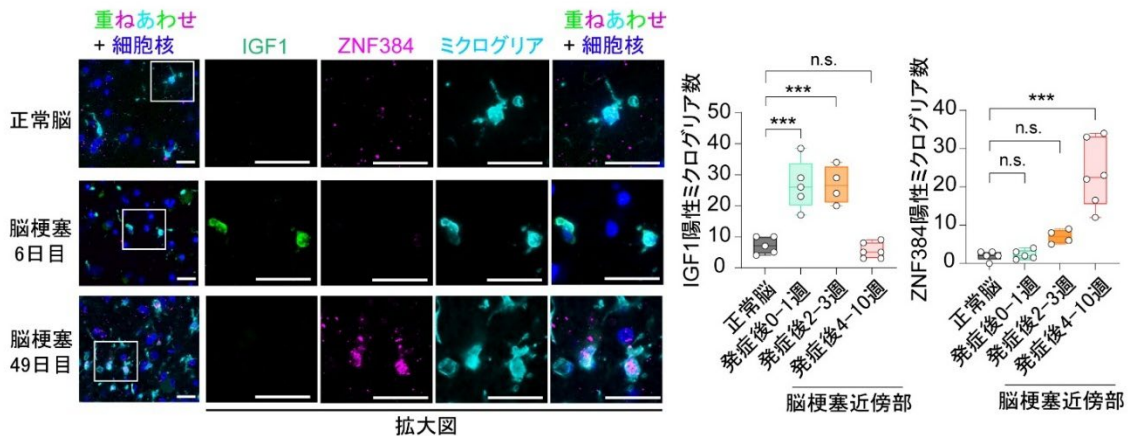 重ねあわせ
+ 細胞核
IGF1
ZNF384
ミクログリア
重ねあわせ
+ 細胞核
正常脳
脳梗塞
6日目
脳梗塞
49日目
拡大図
IGF1陽性ミクログリア数
n.s.
***
***
50
40
30
20
10
0
正常脳
発症後0–1週
発症後2–3週
発症後4–10週
脳梗塞近傍部
ZNF384陽性ミクログリア数
***
n.s.
n.s.
40
30
20
10
0
正常脳
発症後0–1週
発症後2–3週
発症後4–10週
脳梗塞近傍部